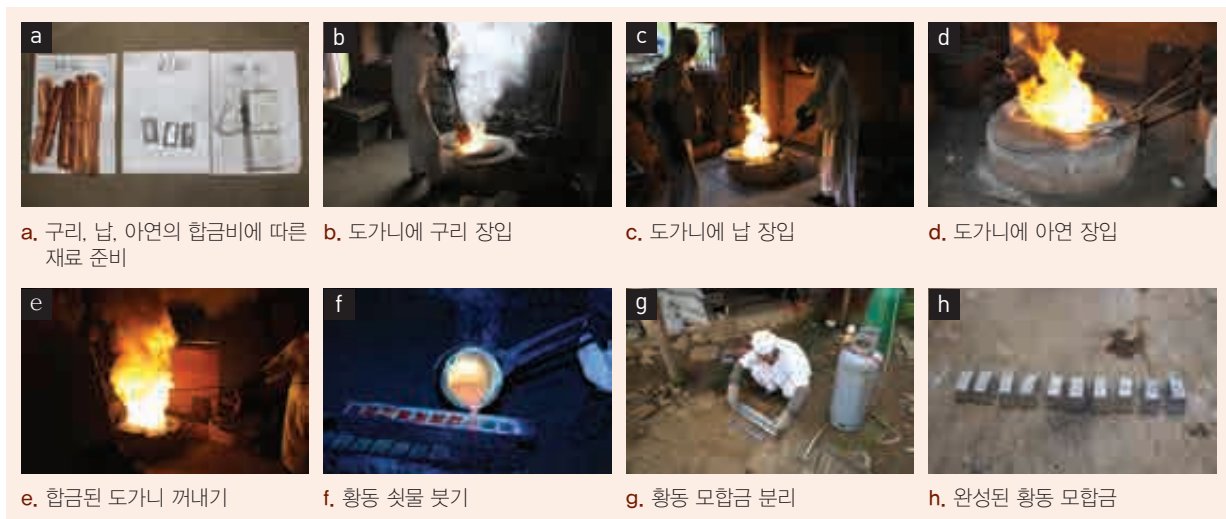 a
b
c
d
a. 구리, 납, 아연의 합금비에 따른
재료 준비
b. 도가니에 구리 장입
c. 도가니에 납 장입
d. 도가니에 아연 장입
e
f
g
h
e. 합금된 도가니 꺼내기
f. 황동 쇳물 붓기
g. 황동 모합금 분리
h. 완성된 황동 모합금